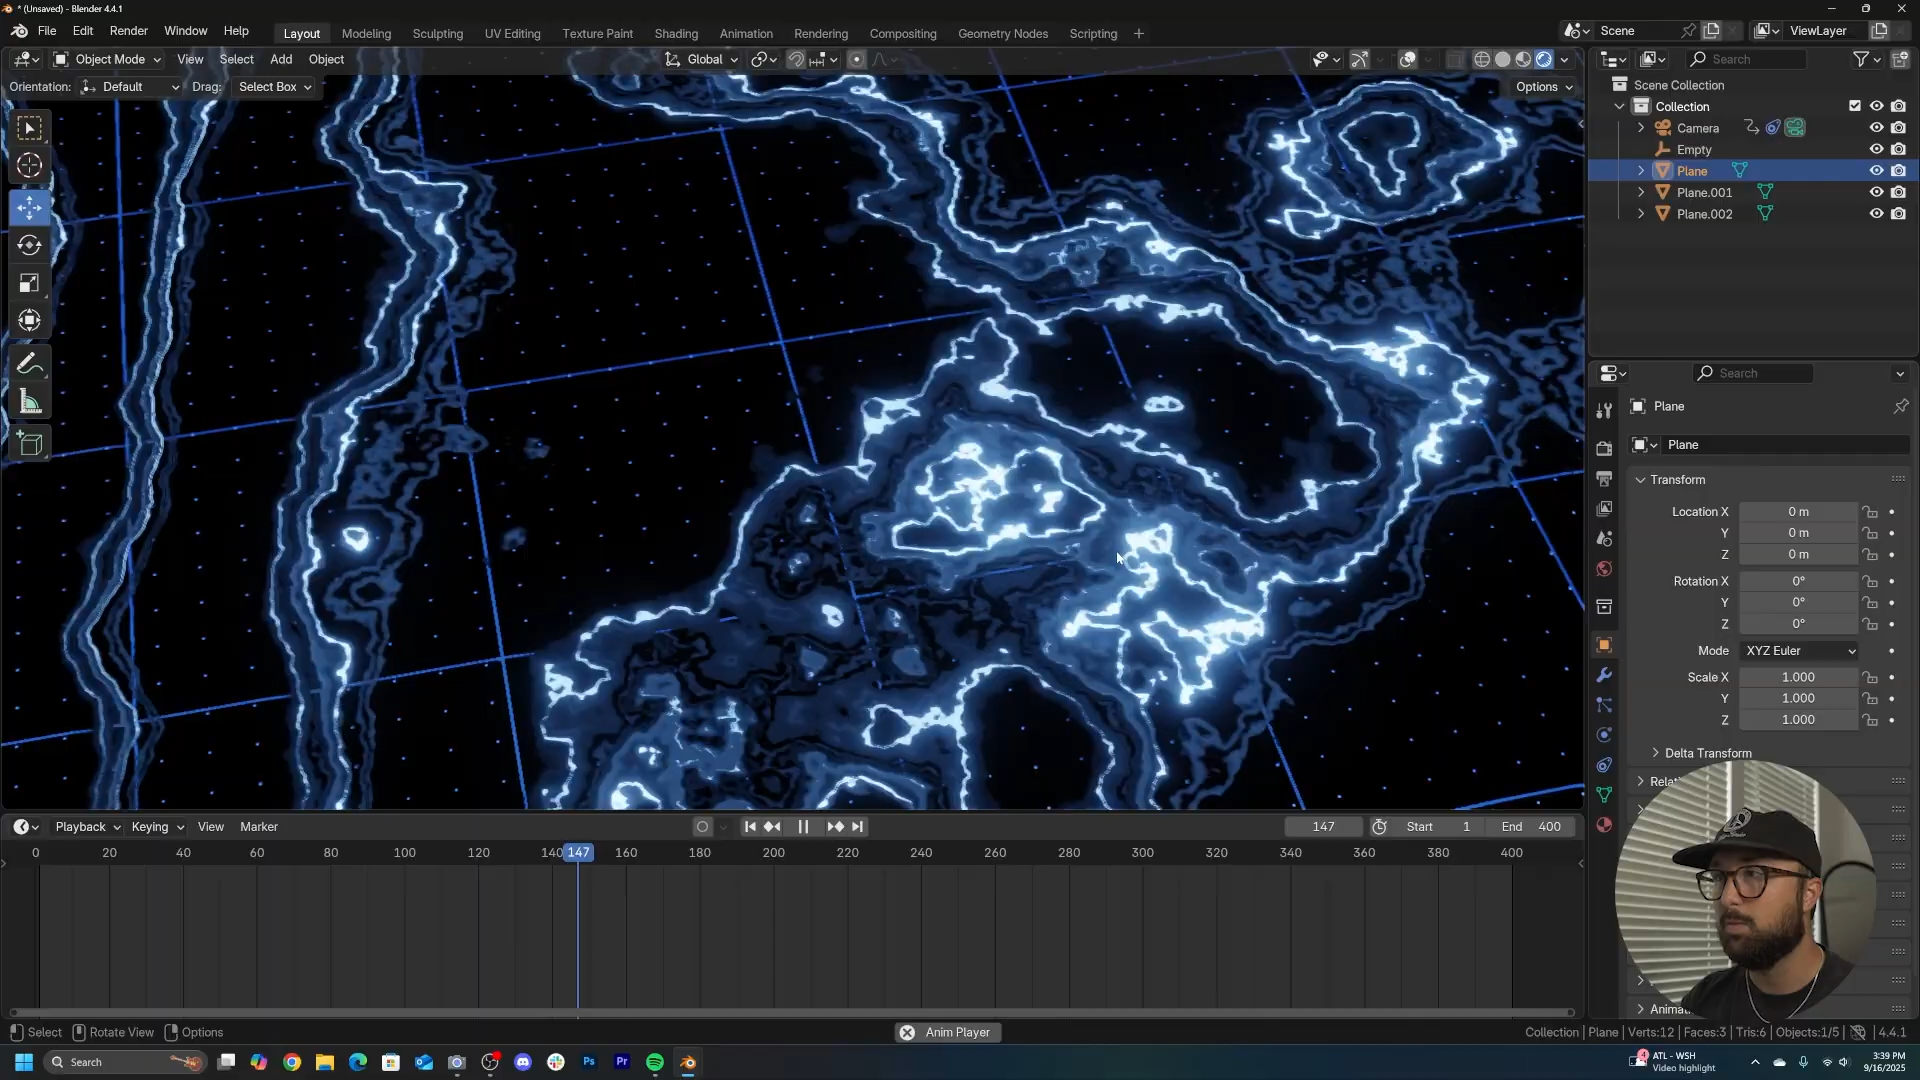 * (Unsaved) - Blender 4.4.1
File Edit Render Window Help Layout Modeling Sculpting UV Editing Texture Paint Shading Animation Rendering Compositing Geometry Nodes Scripting + Scene ViewLayer
Object Mode View Select Add Object Global Search
Orientation: Default Drag: Select Box Options
Scene Collection
Collection
Camera
Empty
Plane
Plane.001
Plane.002
Search
Plane
Plane
Transform
Location X 0 m
Y 0 m
Z 0 m
Rotation X 0°
Y 0°
Z 0°
Mode XYZ Euler
Scale X 1.000
Y 1.000
Z 1.000
Delta Transform
Playback Keying View Marker 147 Start 1 End 400
0 20 40 60 80 100 120 140 147 160 180 200 220 240 260 280 300 320 340 360 380 400
Select Rotate View Options Anim Player Collection | Plane | Verts:12 | Faces:3 | Tris:6 | Objects:1/5 | 4.4.1
Search Ps Pr 4 ATL - WSH 3:39 PM
Video highlight 9/16/2025